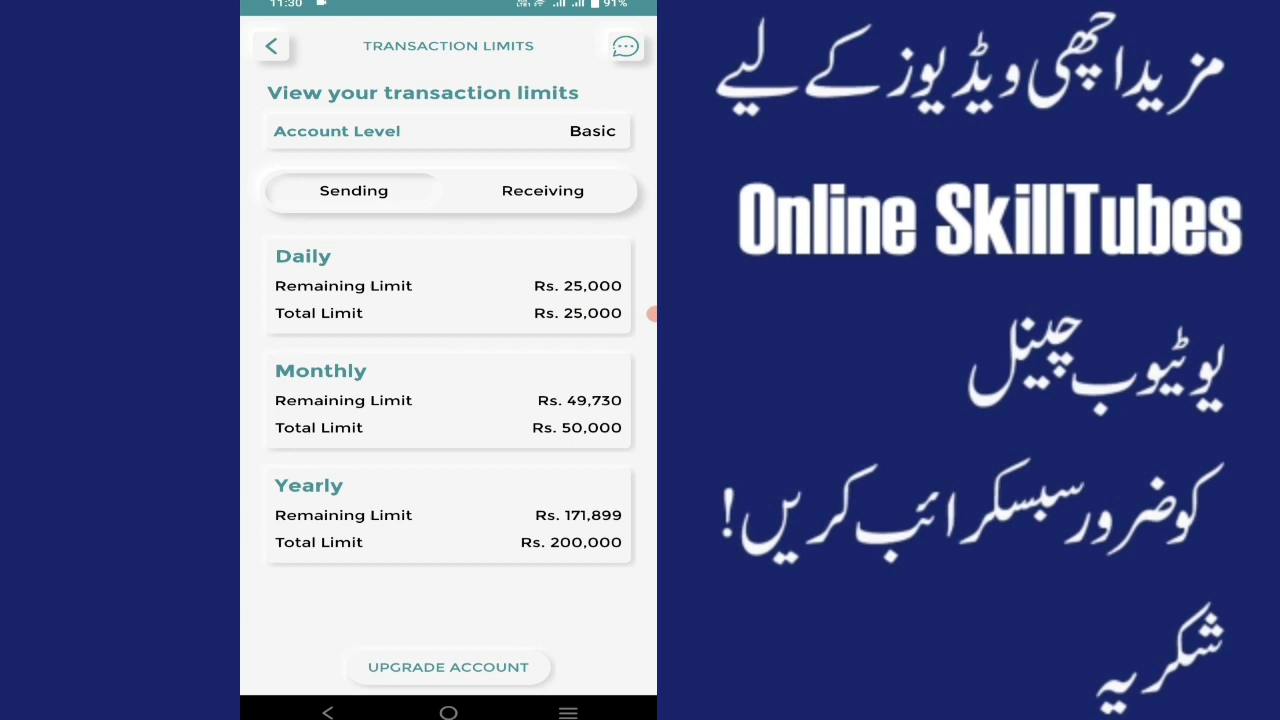 11:30 91%
TRANSACTION LIMITS
View your transaction limits
Account Level Basic
Sending Receiving
Daily
Remaining Limit Rs. 25,000
Total Limit Rs. 25,000
Monthly
Remaining Limit Rs. 49,730
Total Limit Rs. 50,000
Yearly
Remaining Limit Rs. 171,899
Total Limit Rs. 200,000
UPGRADE ACCOUNT
مزید اچھی ویڈیوز کے لیے
Online SkillTubes
یوٹیوب چینل
کو ضرور سبسکرائب کریں!
شکریہ